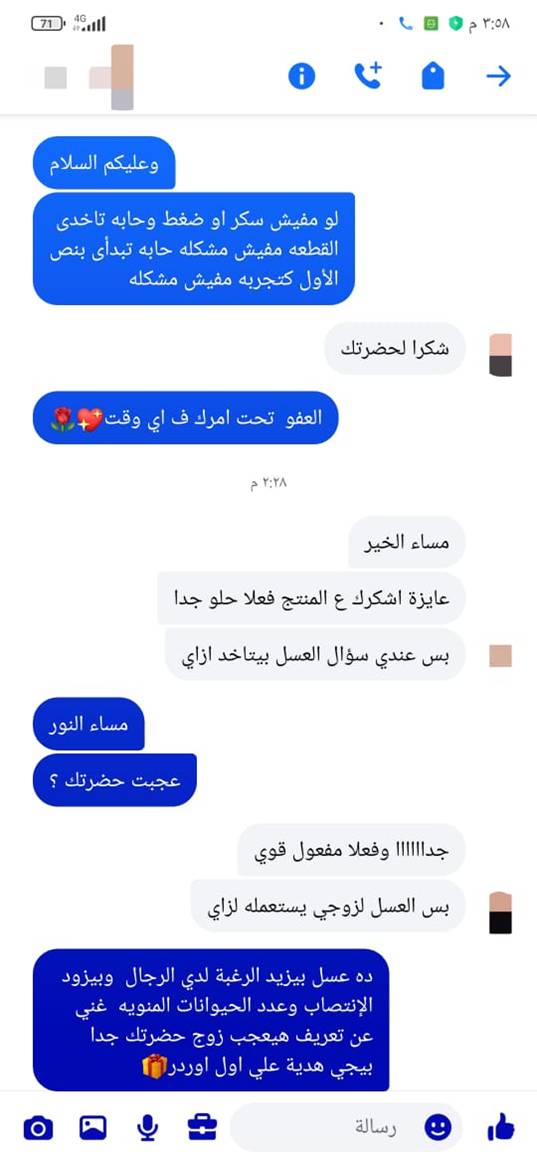 71 4G ٣:٥٨ م
وعليكم السلام
لو مفيش سكر او ضغط وحابه تاخدى
القطعه مفيش مشكله حابه تبدأى بنص
الأول كتجربه مفيش مشكله
شكرا لحضرتك
العفو تحت امرك ف اي وقت💖🌹
٢:٢٨ م
مساء الخير
عايزة اشكرك ع المنتج فعلا حلو جدا
بس عندي سؤال العسل بيتاخد ازاي
مساء النور
عجبت حضرتك ؟
جداااااا وفعلا مفعول قوي
بس العسل لزوجي يستعمله لزاي
ده عسل بيزيد الرغبة لدي الرجال وبيزود
الإنتصاب وعدد الحيوانات المنويه غني
عن تعريف هيعجب زوج حضرتك جدا
بيجي هدية علي اول اوردر🎁
رسالة